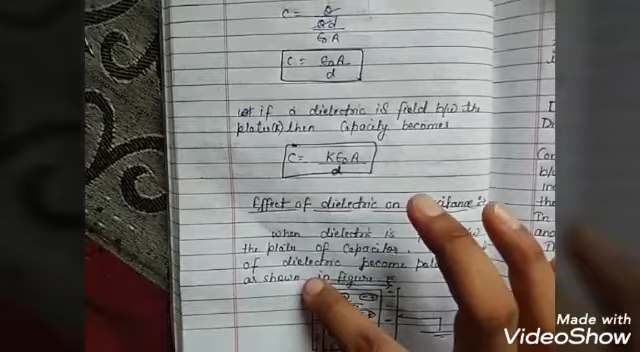 C = Q
Qd
ε₀A
C = ε₀A
d
if a dielectric is field b/w the
plates(k) then Capacity becomes
C = Kε₀A
d
Effect of dielectric on
when dielectric is
the plate of Capacitor
of dielectric become
as shown in figure
Made with
VideoShow